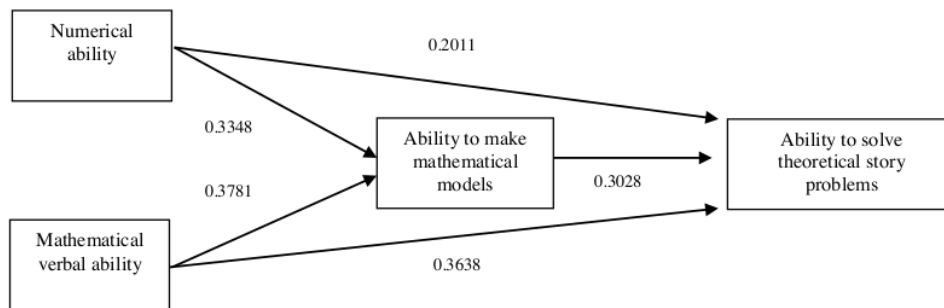 Numerical
ability
0.2011
0.3348
Ability to make
mathematical
models
Ability to solve
theoretical story
problems
0.3028
0.3781
Mathematical
verbal ability
0.3638